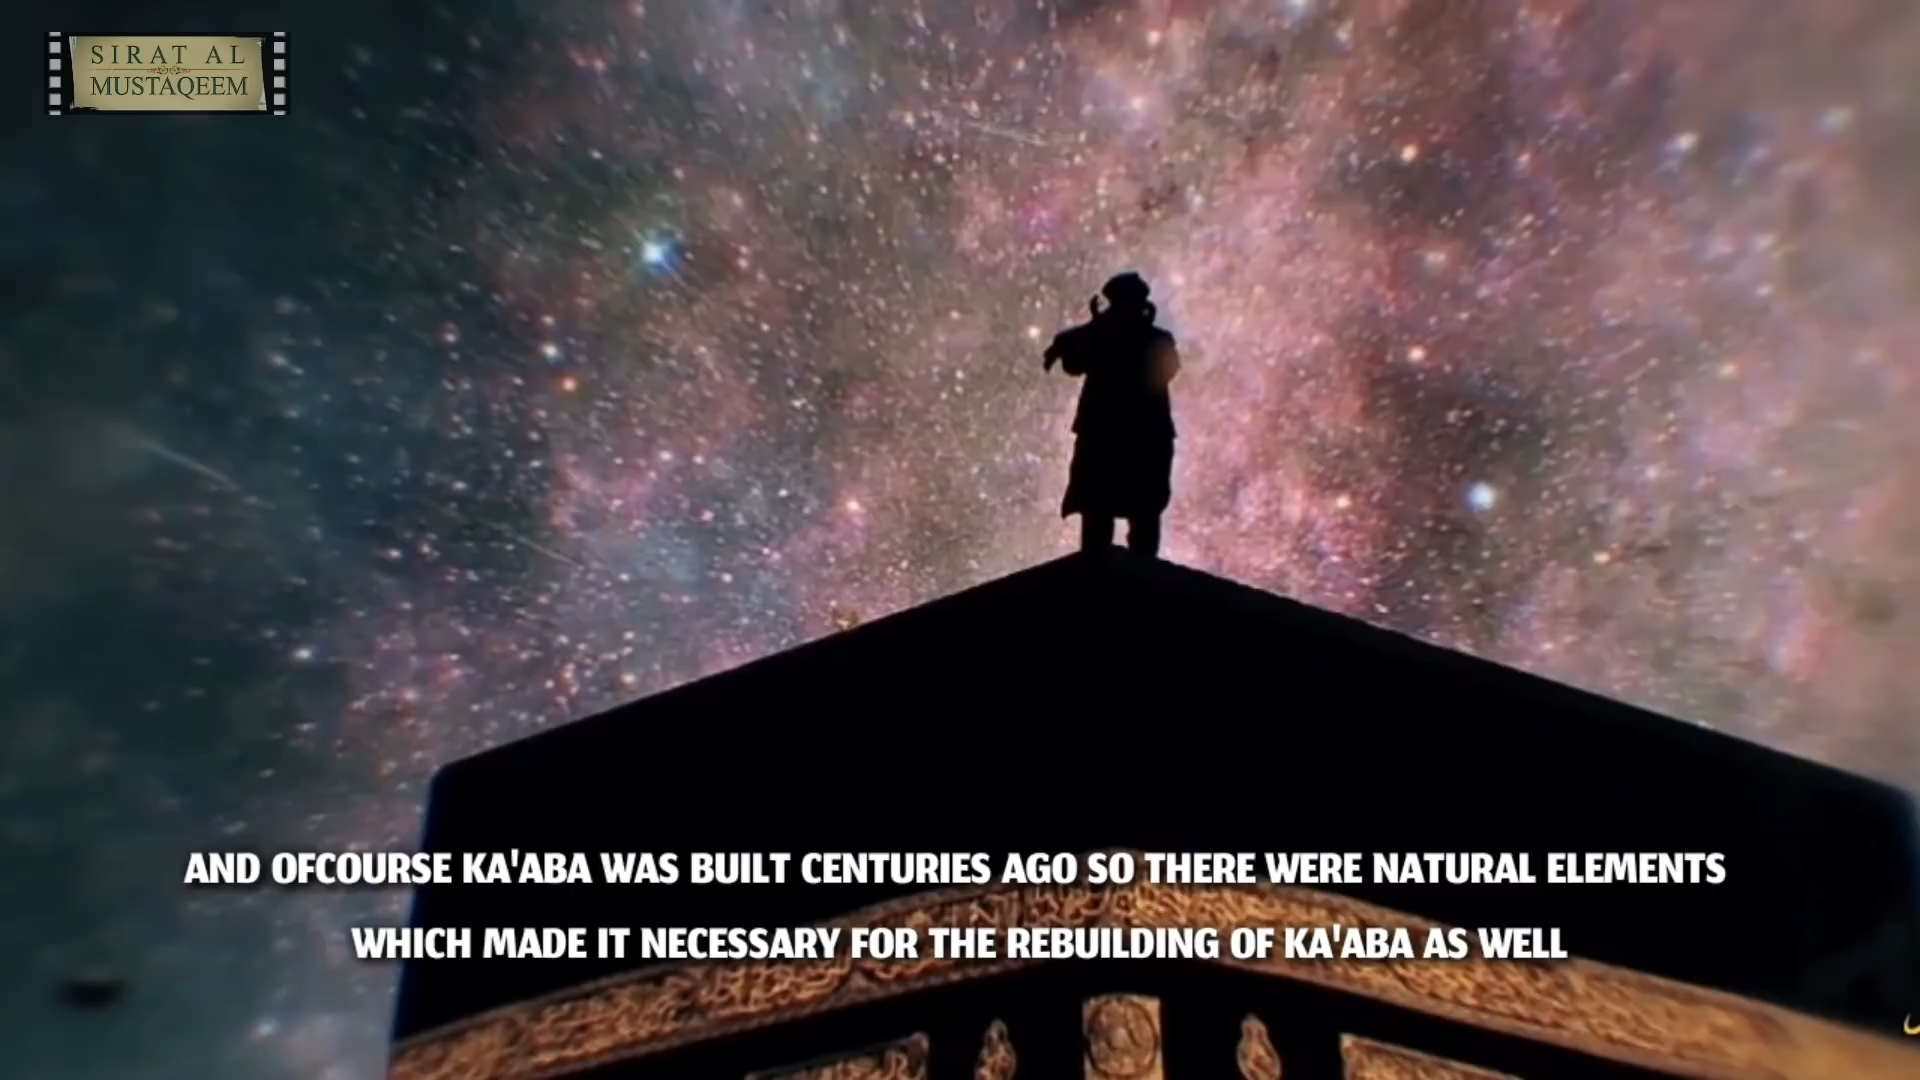 SIRAT AL
MUSTAQEEM
AND OFCOURSE KA'ABA WAS BUILT CENTURIES AGO SO THERE WERE NATURAL ELEMENTS
WHICH MADE IT NECESSARY FOR THE REBUILDING OF KA'ABA AS WELL